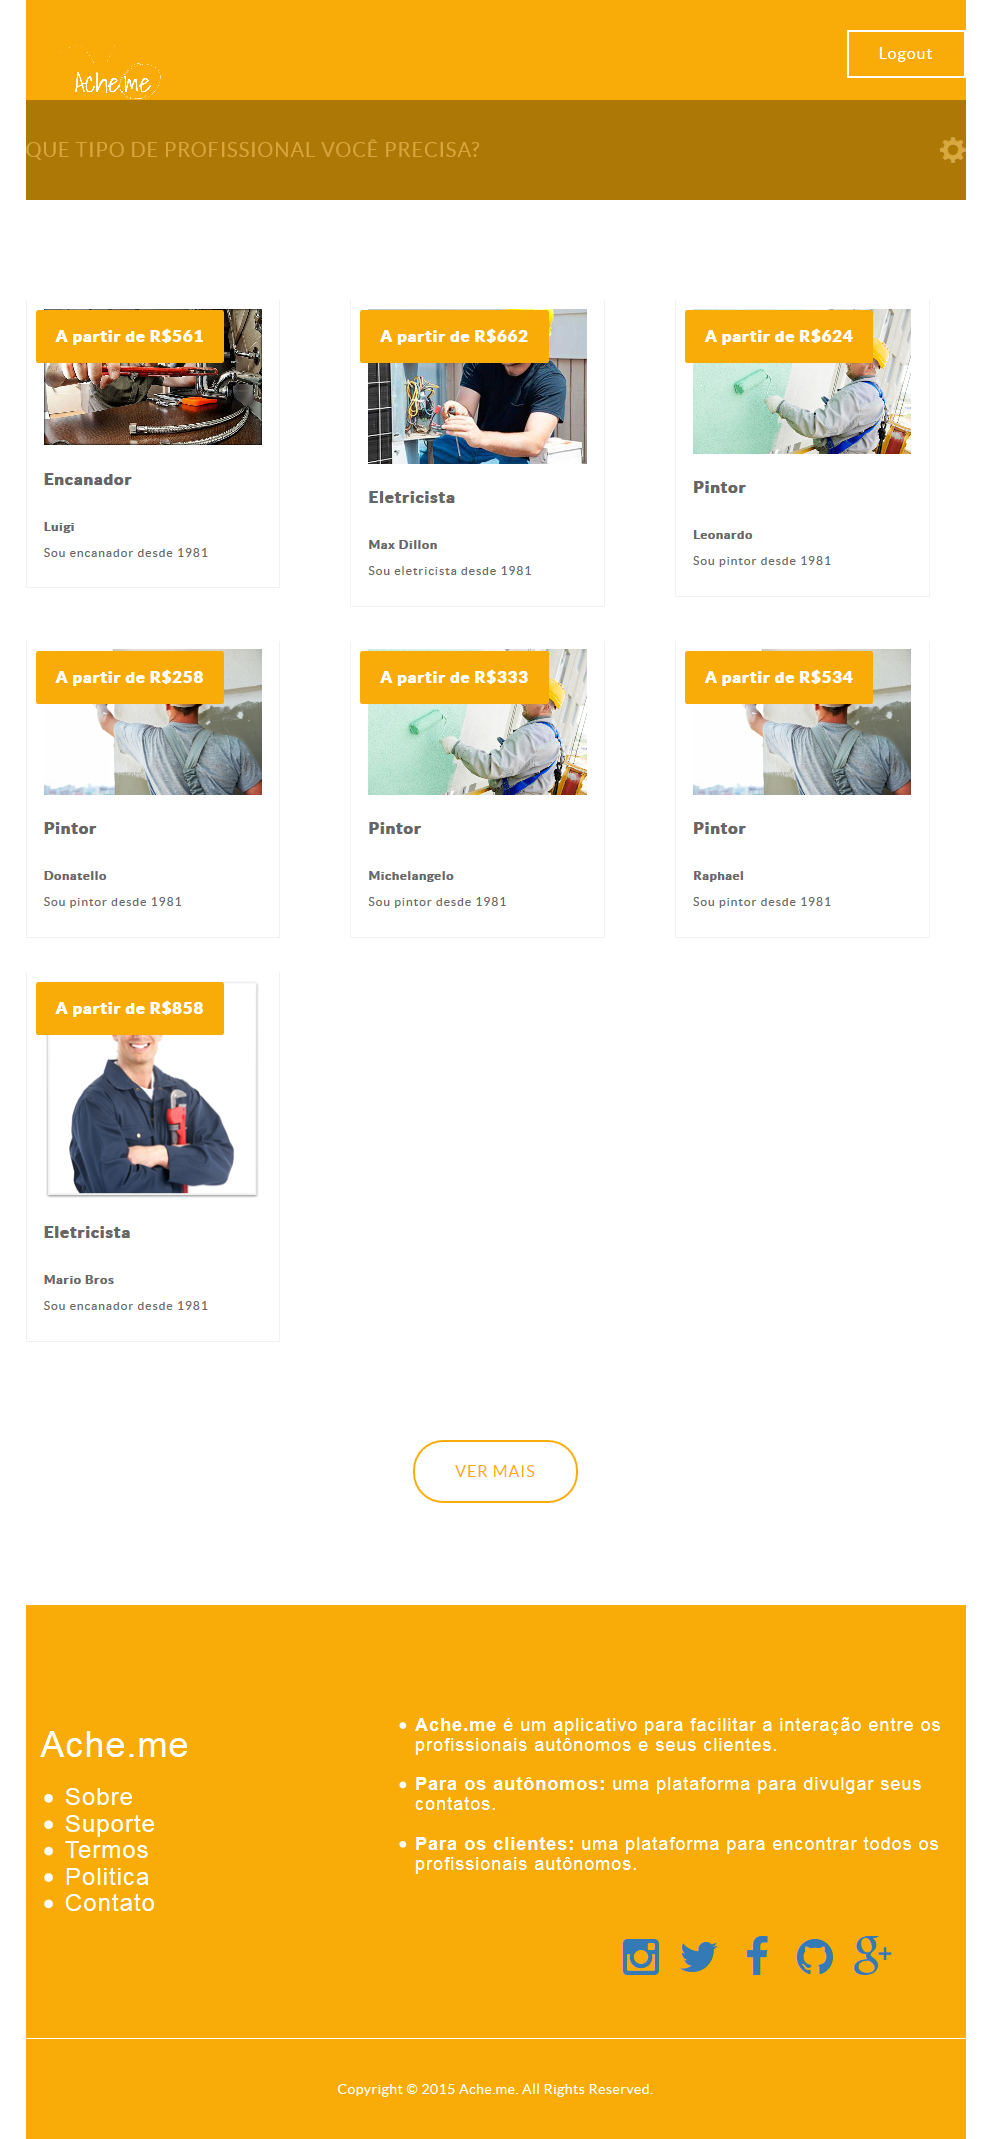 Ache.me
Logout
QUE TIPO DE PROFISSIONAL VOCÊ PRECISA?
A partir de R$561
Encanador
Luigi
Sou encanador desde 1981
A partir de R$662
Eletricista
Max Dillon
Sou eletricista desde 1981
A partir de R$624
Pintor
Leonardo
Sou pintor desde 1981
A partir de R$258
Pintor
Donatello
Sou pintor desde 1981
A partir de R$333
Pintor
Michelangelo
Sou pintor desde 1981
A partir de R$534
Pintor
Raphael
Sou pintor desde 1981
A partir de R$858
Eletricista
Mario Bros
Sou encanador desde 1981
VER MAIS
Ache.me
Sobre
Suporte
Termos
Politica
Contato
Ache.me é um aplicativo para facilitar a interação entre os
profissionais autônomos e seus clientes.
Para os autônomos: uma plataforma para divulgar seus
contatos.
Para os clientes: uma plataforma para encontrar todos os
profissionais autônomos.
Copyright © 2015 Ache.me. All Rights Reserved.